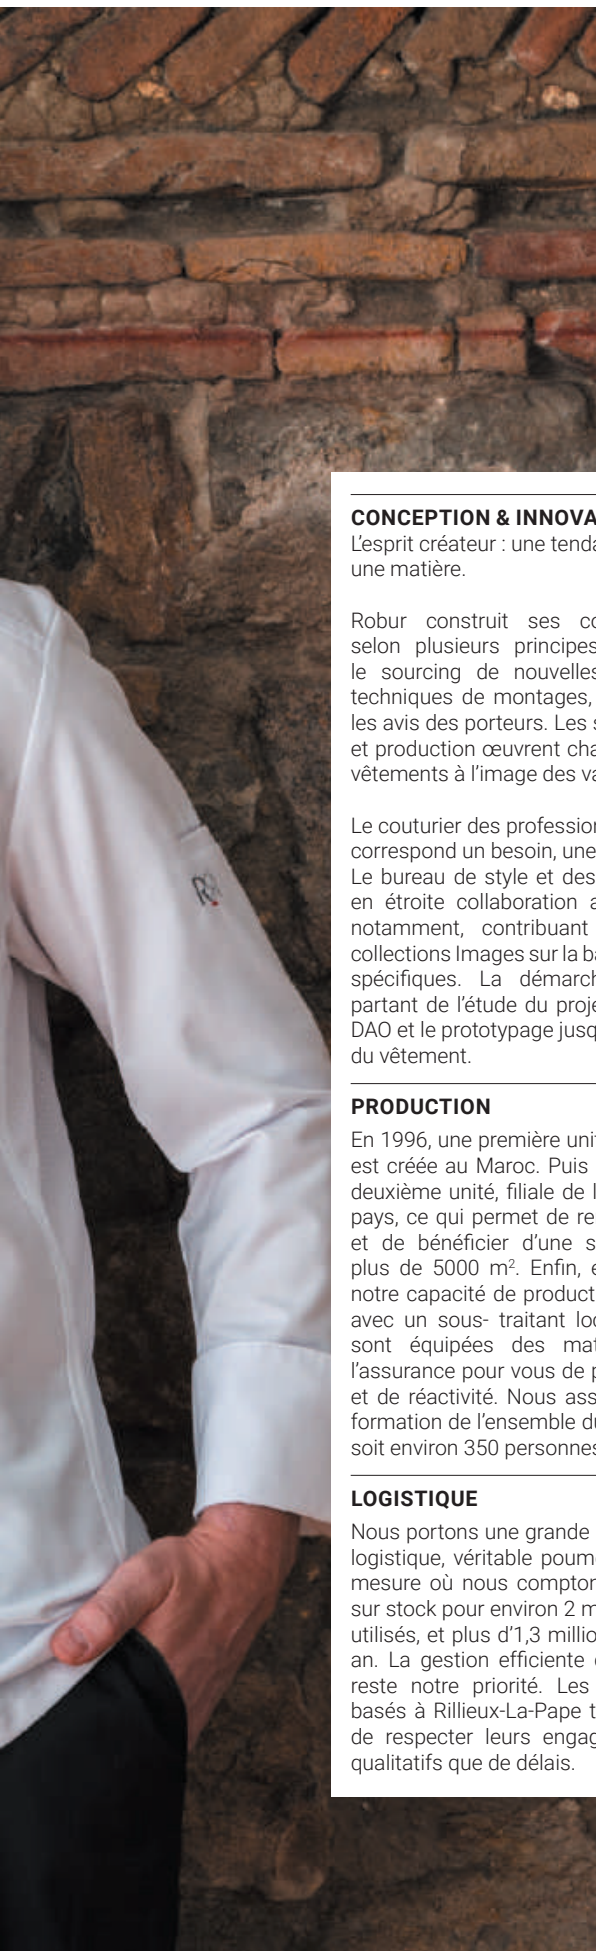 CONCEPTION & INNOVA
L'esprit créateur : une tenda
une matière.
Robur construit ses co
selon plusieurs principes
le sourcing de nouvelles
techniques de montages,
les avis des porteurs. Les s
et production œuvrent cha
vêtements à l'image des va
Le couturier des profession
correspond un besoin, une
Le bureau de style et des
en étroite collaboration a
notamment, contribuant
collections Images sur la ba
spécifiques. La démarch
partant de l'étude du proje
DAO et le prototypage jusq
du vêtement.
PRODUCTION
En 1996, une première unit
est créée au Maroc. Puis
deuxième unité, filiale de l
pays, ce qui permet de re
et de bénéficier d'une s
plus de 5000 m². Enfin, e
notre capacité de product
avec un sous- traitant loc
sont équipées des mat
l'assurance pour vous de p
et de réactivité. Nous ass
formation de l'ensemble du
soit environ 350 personnes
LOGISTIQUE
Nous portons une grande
logistique, véritable poumo
mesure où nous compton
sur stock pour environ 2 m
utilisés, et plus d'1,3 millio
an. La gestion efficiente
reste notre priorité. Les
basés à Rillieux-La-Pape t
de respecter leurs engag
qualitatifs que de délais.